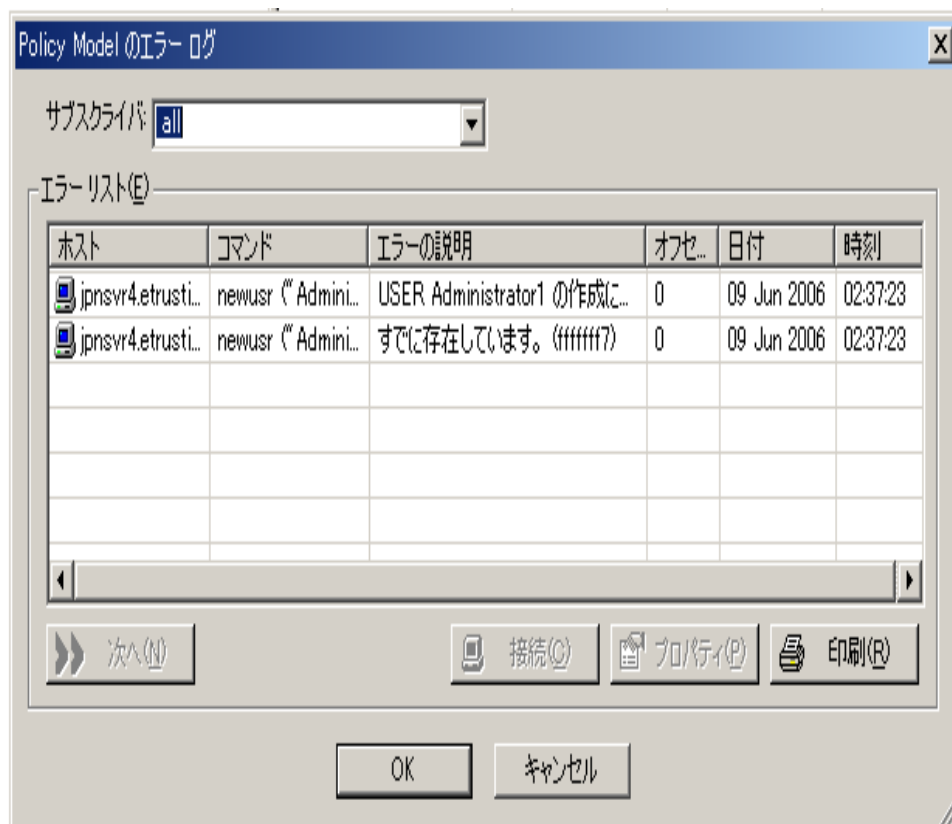 Policy Model のエラー ログ
サブスクライバ: all
エラー リスト(E)
ホスト コマンド エラーの説明 オフセ... 日付 時刻
jpnsvr4.etrusti... newusr ("Admini... USER Administrator1 の作成に... 0 09 Jun 2006 02:37:23
jpnsvr4.etrusti... newusr ("Admini... すでに存在しています。(fffffff7) 0 09 Jun 2006 02:37:23
次へ(N) 接続(C) プロパティ(P) 印刷(R)
OK キャンセル